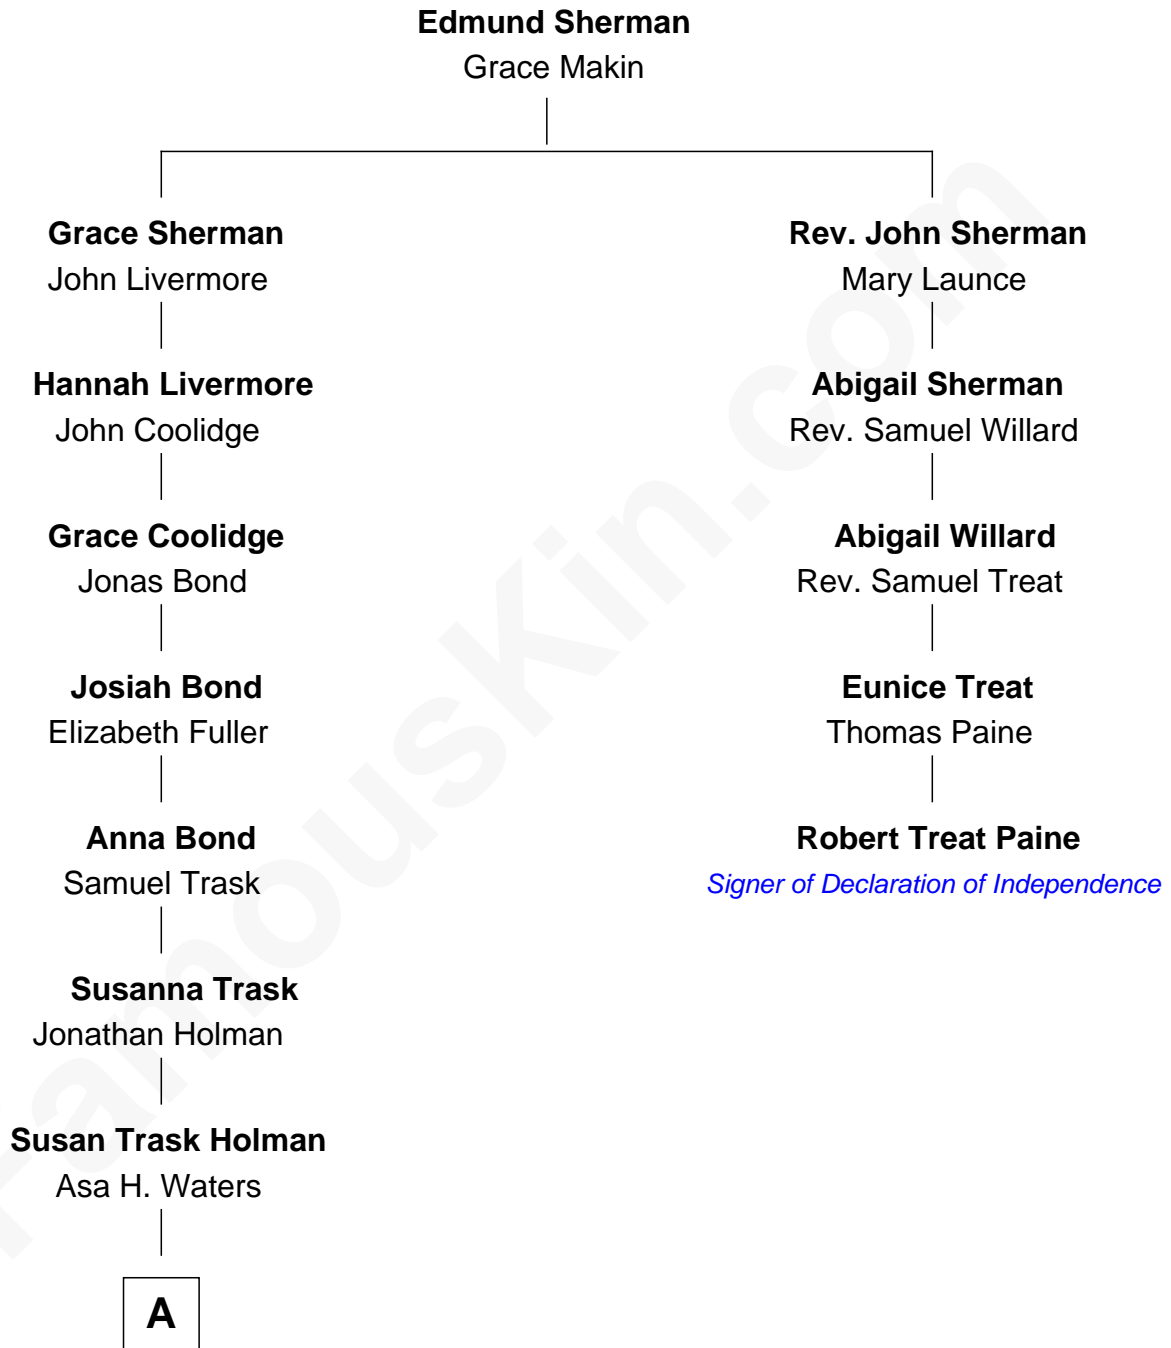 Edmund Sherman
Grace Makin
Grace Sherman
John Livermore
Hannah Livermore
John Coolidge
Grace Coolidge
Jonas Bond
Josiah Bond
Elizabeth Fuller
Anna Bond
Samuel Trask
Susanna Trask
Jonathan Holman
Susan Trask Holman
Asa H. Waters
A
Rev. John Sherman
Mary Launce
Abigail Sherman
Rev. Samuel Willard
Abigail Willard
Rev. Samuel Treat
Eunice Treat
Thomas Paine
Robert Treat Paine
Signer of Declaration of Independence
FamousKin.com